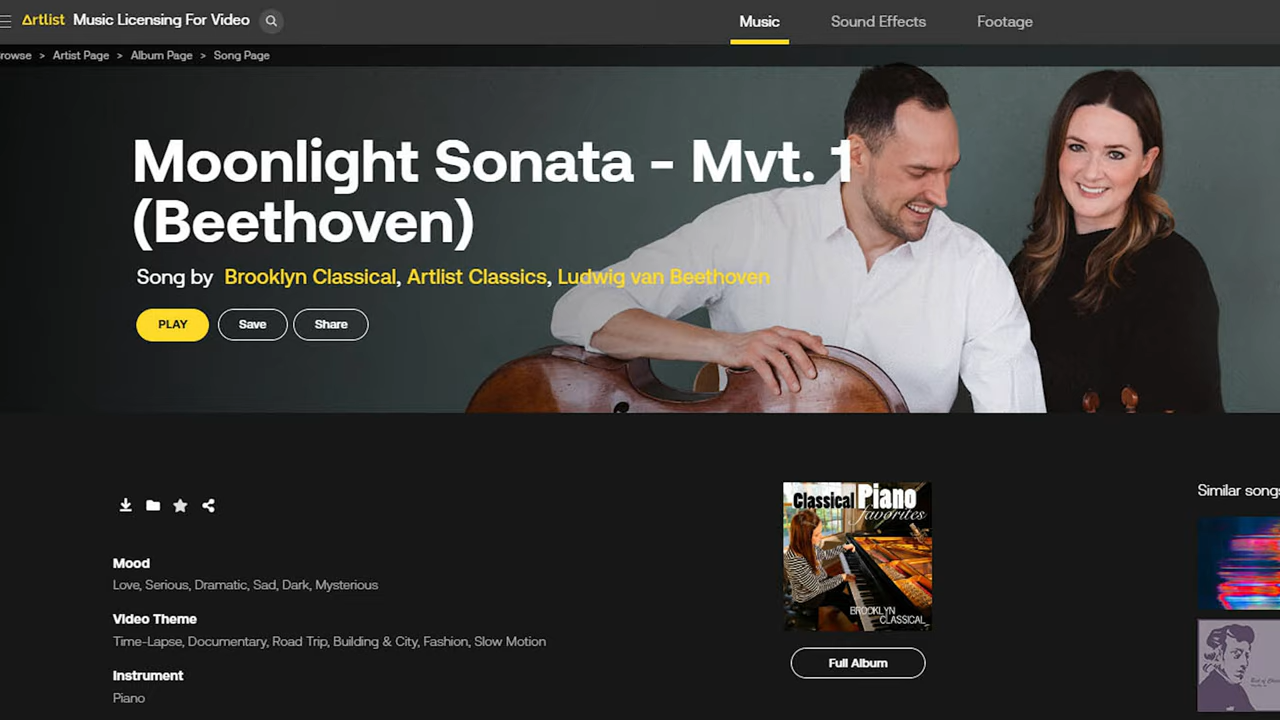 Artlist Music Licensing For Video
Music
Sound Effects
Footage
rowse > Artist Page > Album Page > Song Page
Moonlight Sonata - Mvt. 1
(Beethoven)
Song by Brooklyn Classical, Artlist Classics, Ludwig van Beethoven
PLAY
Save
Share
Similar songs
Classical Piano
favorites
BROOKLYN
CLASSICAL
Full Album
Mood
Love, Serious, Dramatic, Sad, Dark, Mysterious
Video Theme
Time-Lapse, Documentary, Road Trip, Building & City, Fashion, Slow Motion
Instrument
Piano